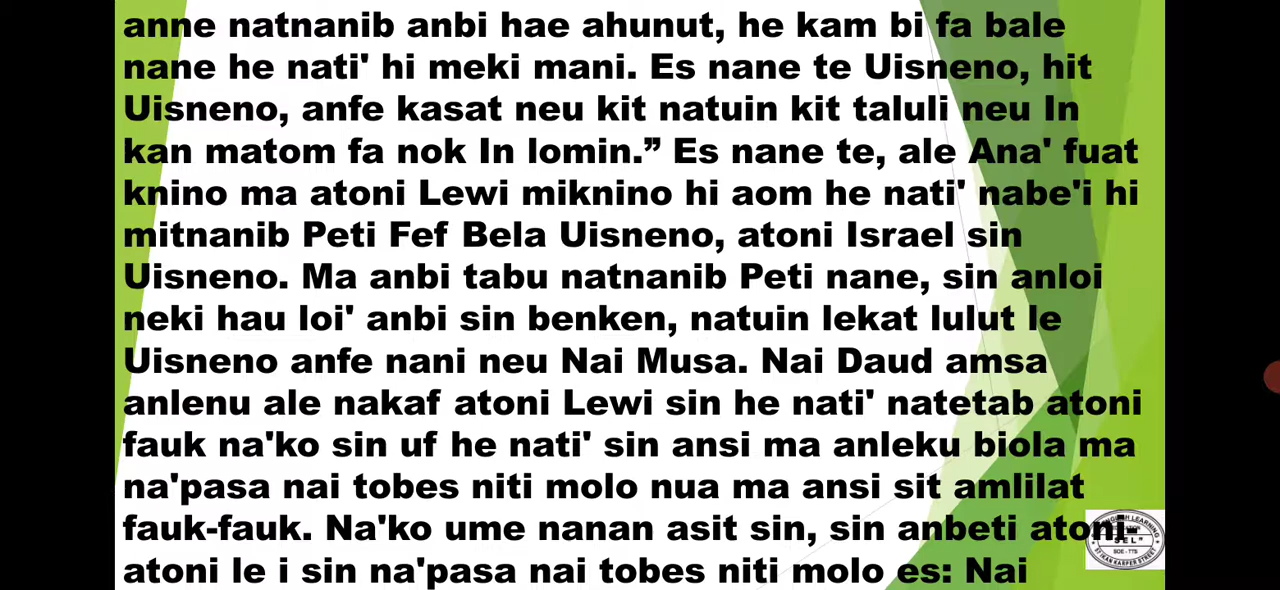 anne natnanib anbi hae ahunut, he kam bi fa bale
nane he nati' hi meki mani. Es nane te Uisneno, hit
Uisneno, anfe kasat neu kit natuin kit taluli neu In
kan matom fa nok In lomin.” Es nane te, ale Ana' fuat
knino ma atoni Lewi miknino hi aom he nati' nabe'i hi
mitnanib Peti Fef Bela Uisneno, atoni Israel sin
Uisneno. Ma anbi tabu natnanib Peti nane, sin anloi
neki hau loi' anbi sin benken, natuin lekat lulut le
Uisneno anfe nani neu Nai Musa. Nai Daud amsa
anlenu ale nakaf atoni Lewi sin he nati' natetab atoni
fauk na'ko sin uf he nati' sin ansi ma anleku biola ma
na'pasa nai tobes niti molo nua ma ansi sit amlilat
fauk-fauk. Na'ko ume nanan asit sin, sin anbeti atoni-
atoni le i sin na'pasa nai tobes niti molo es: Nai
ENGLISH LEARNING
"SEL"
SOE - TTS
KARPER STREET